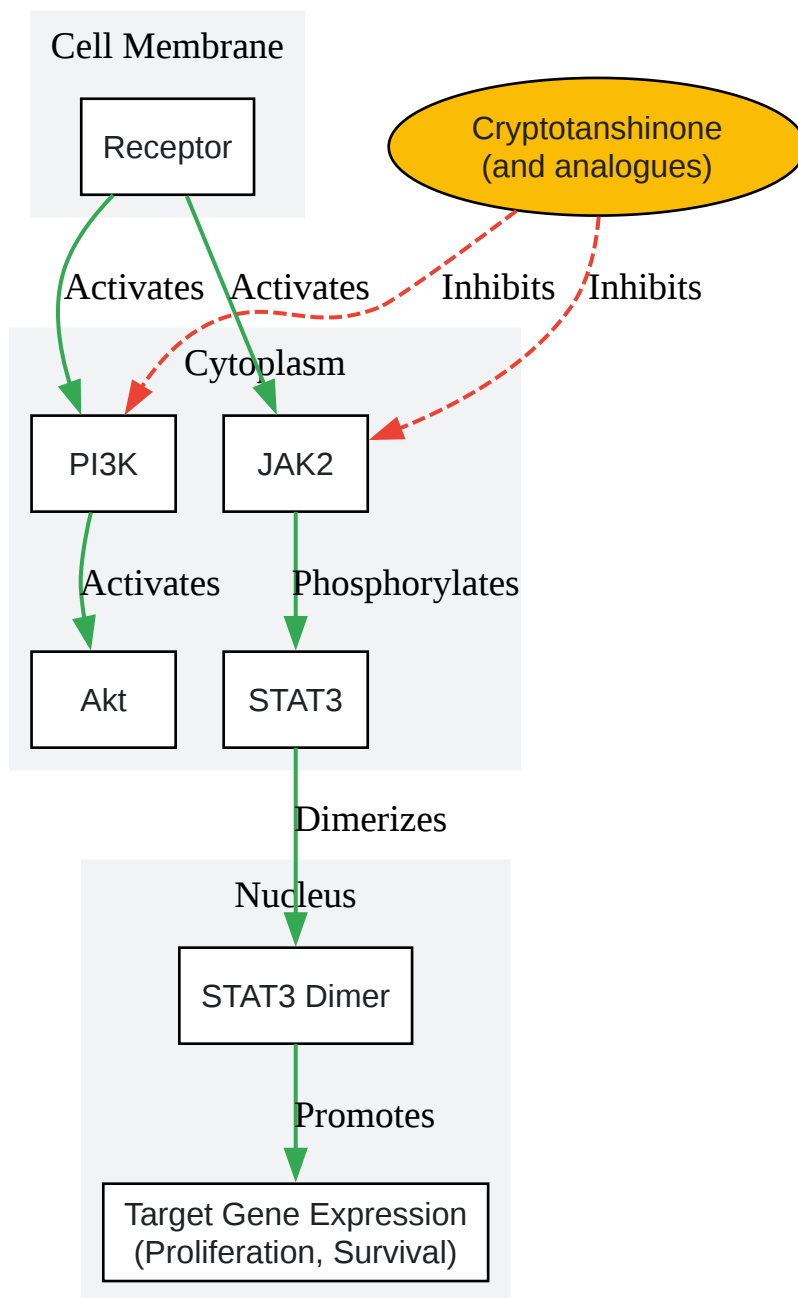 Cell Membrane
Receptor
Cryptotanshinone
(and analogues)
Activates
Activates
Inhibits
Inhibits
Cytoplasm
PI3K
JAK2
Activates
Phosphorylates
Akt
STAT3
Dimerizes
Nucleus
STAT3 Dimer
Promotes
Target Gene Expression
(Proliferation, Survival)